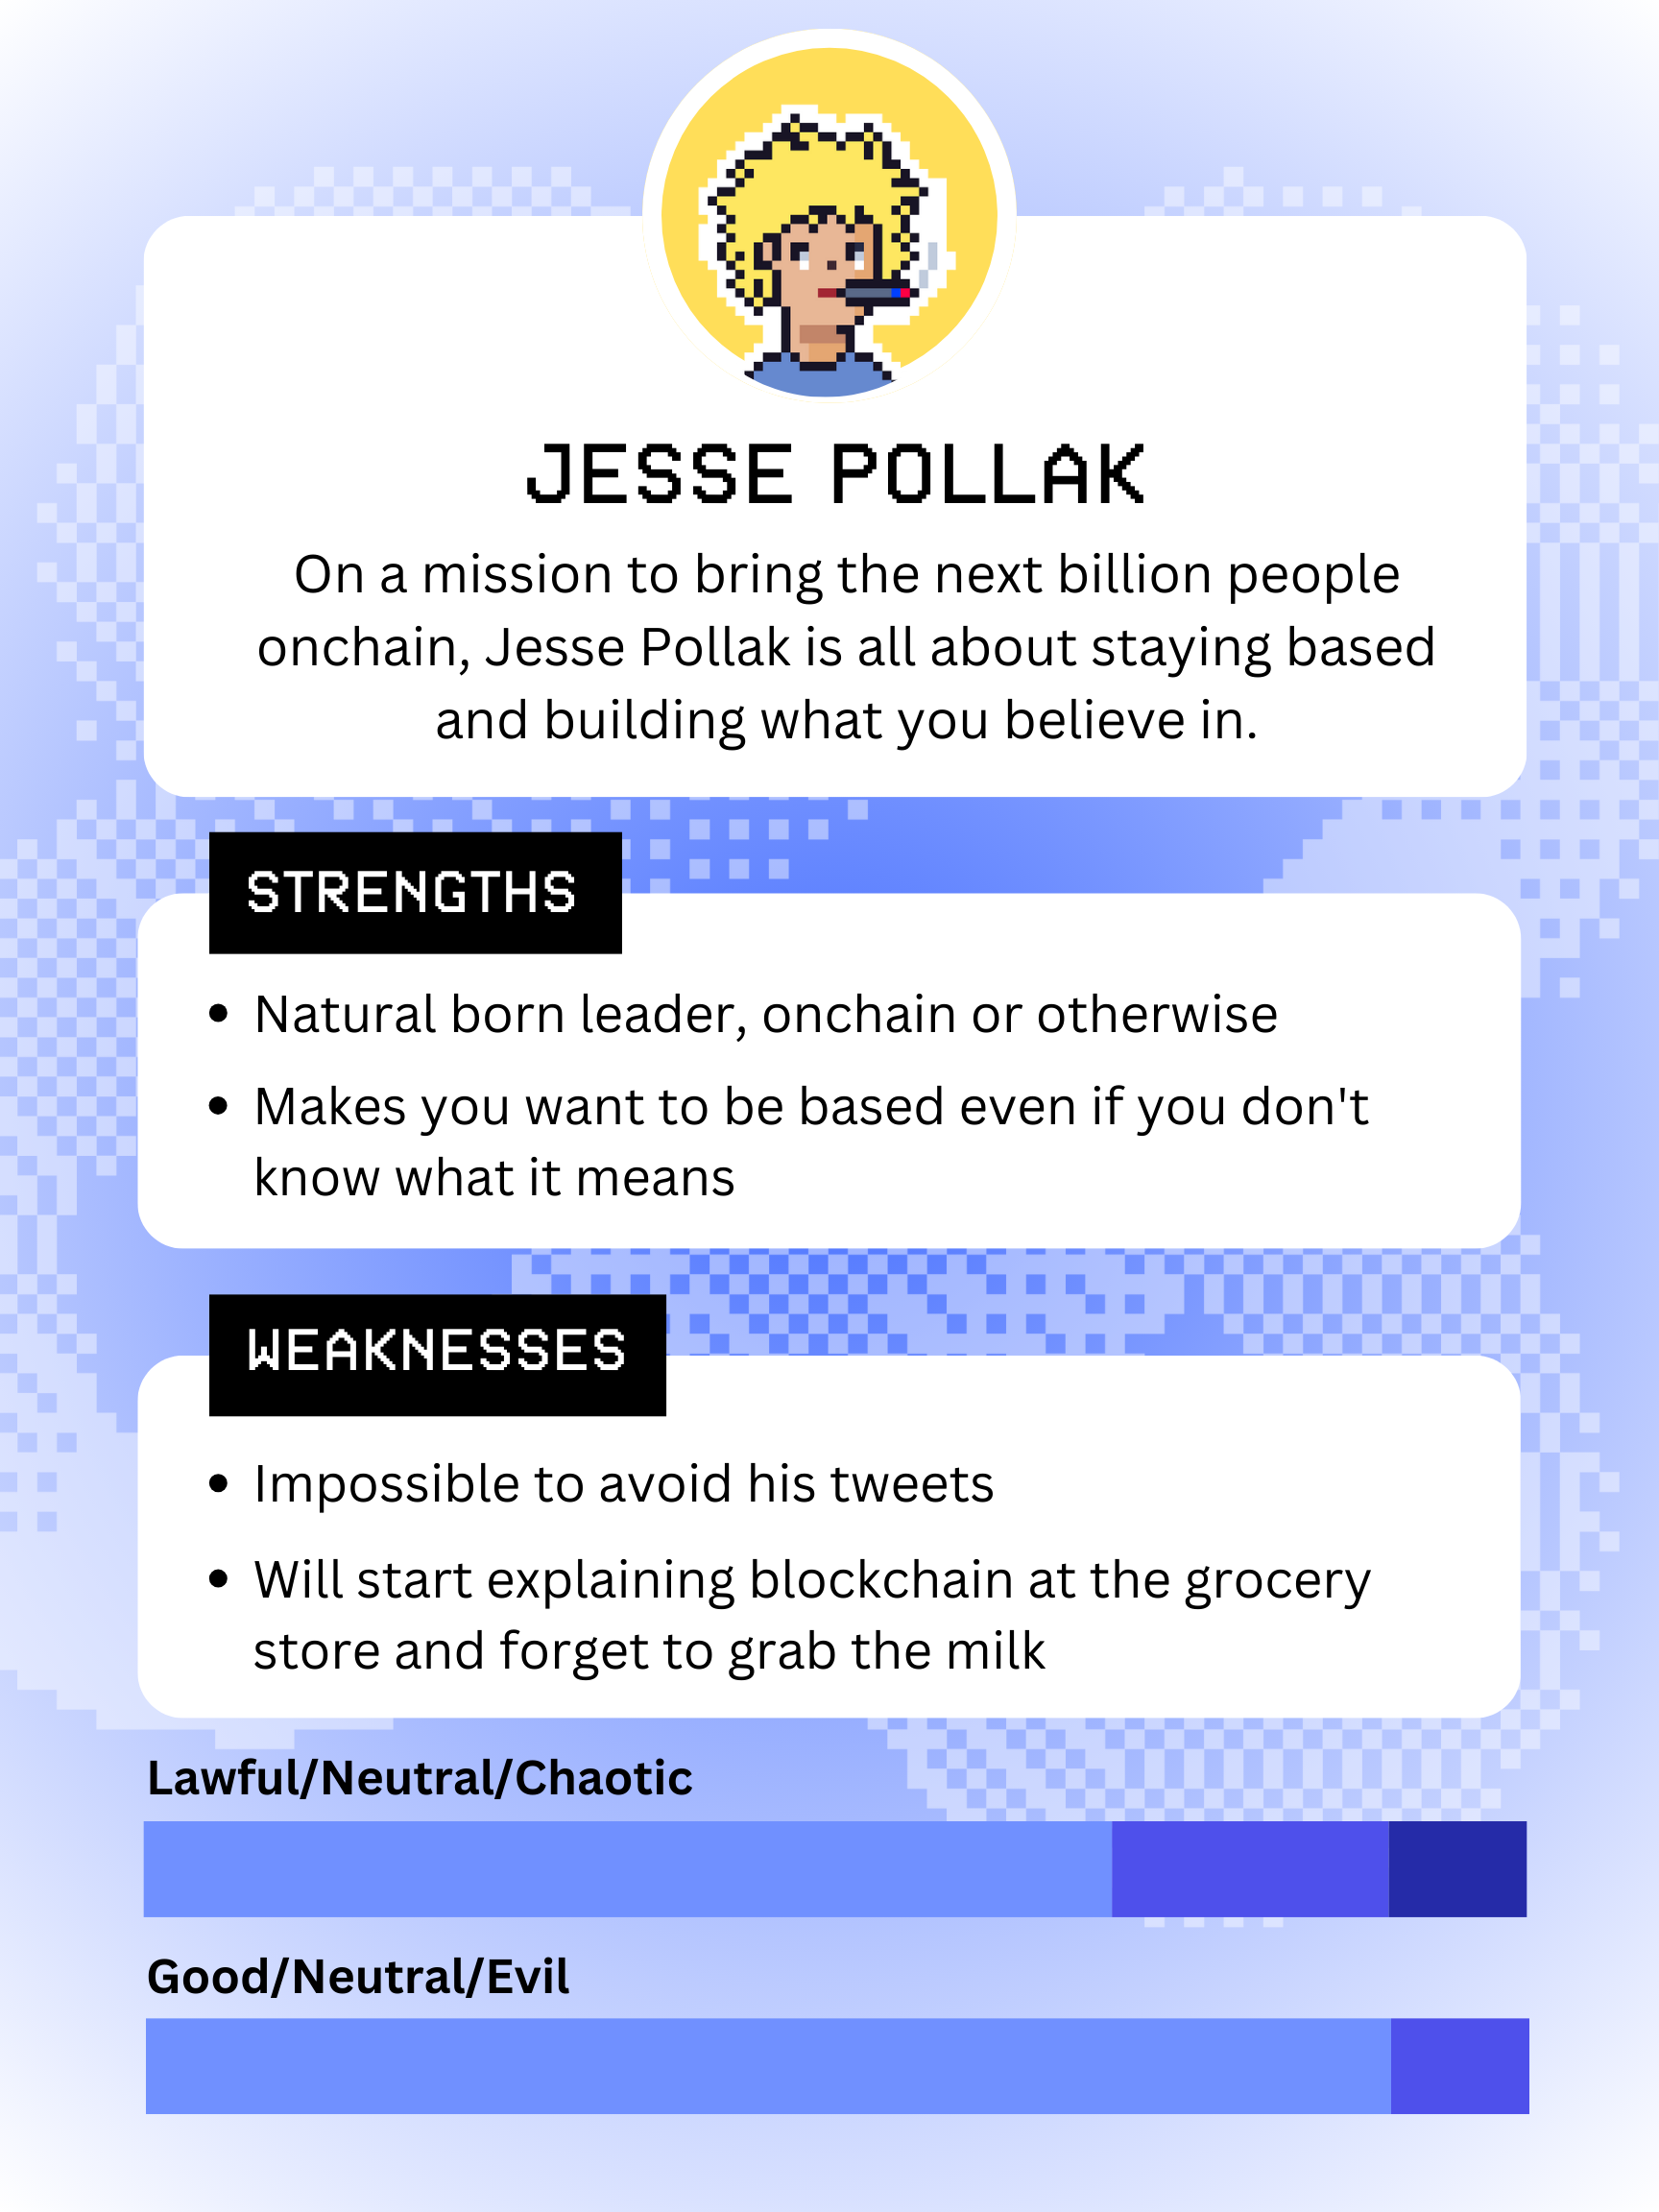 JESSE POLLAK
On a mission to bring the next billion people
onchain, Jesse Pollak is all about staying based
and building what you believe in.
STRENGTHS
Natural born leader, onchain or otherwise
Makes you want to be based even if you don't
know what it means
WEAKNESSES
Impossible to avoid his tweets
Will start explaining blockchain at the grocery
store and forget to grab the milk
Lawful/Neutral/Chaotic
Good/Neutral/Evil